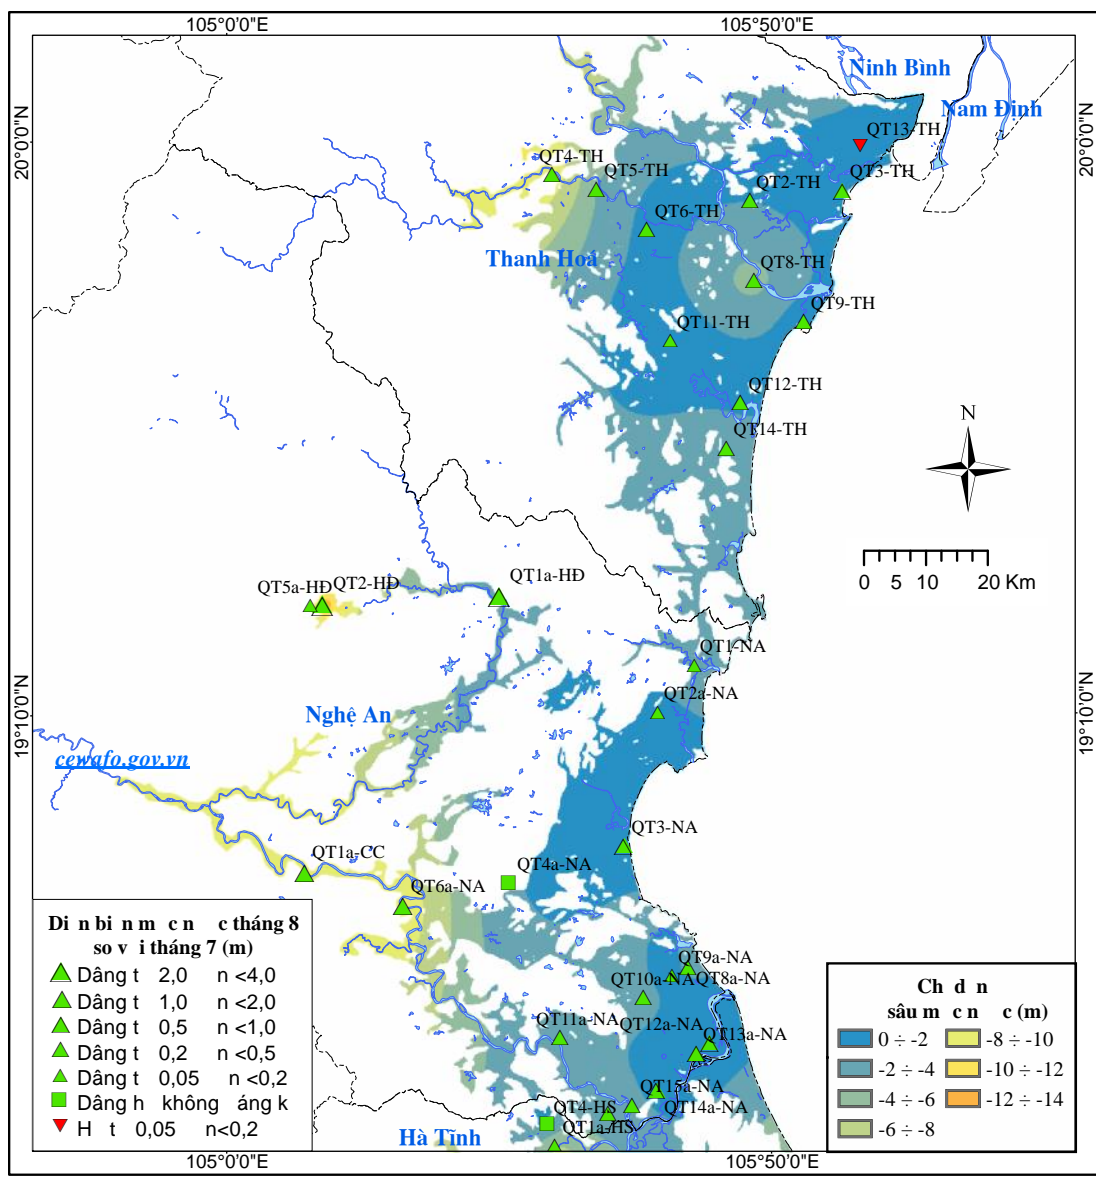 105°0'0"E
105°50'0"E
Ninh Bình
Nam Định
20°0'0"N
20°0'0"N
QT13-TH
QT4-TH
QT5-TH
QT2-TH
QT3-TH
QT6-TH
Thanh Hoá
QT8-TH
QT9-TH
QT11-TH
QT12-TH
QT14-TH
N
0 5 10 20 Km
QT5a-HĐ
QT2-HĐ
QT1a-HĐ
QT1-NA
QT2a-NA
19°10'0"N
19°10'0"N
Nghệ An
cewafo.gov.vn
QT3-NA
QT1a-CC
QT4a-NA
QT6a-NA
QT9a-NA
QT10a-NA
QT8a-NA
QT11a-NA
QT12a-NA
QT13a-NA
QT15a-NA
QT4-HS
QT14a-NA
QT1a-HS
Hà Tĩnh
Di n bi n m c n c tháng 8
so v i tháng 7 (m)
Dâng t 2,0 n <4,0
Dâng t 1,0 n <2,0
Dâng t 0,5 n <1,0
Dâng t 0,2 n <0,5
Dâng t 0,05 n <0,2
Dâng h không áng k
H t 0,05 n<0,2
Ch d n
sâu m c n c (m)
0 ÷ -2
-2 ÷ -4
-4 ÷ -6
-6 ÷ -8
-8 ÷ -10
-10 ÷ -12
-12 ÷ -14
105°0'0"E
105°50'0"E